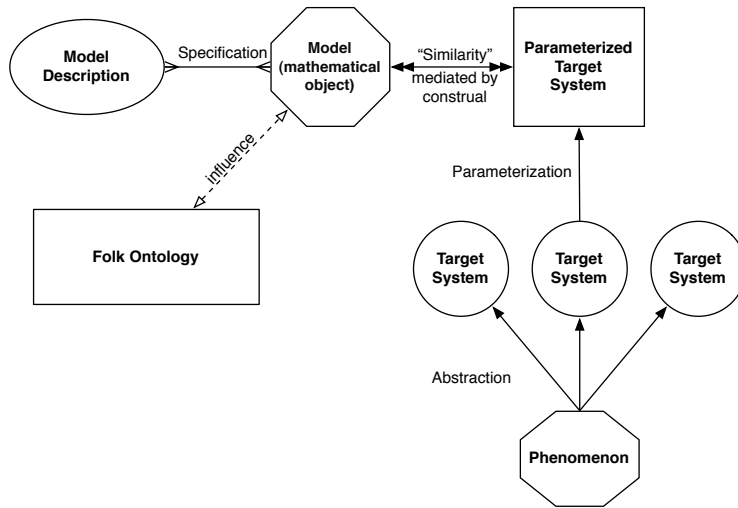 Model
Description
Specification
Model
(mathematical
object)
“Similarity”
mediated by
construal
Parameterized
Target
System
influence
Parameterization
Folk Ontology
Target
System
Target
System
Target
System
Abstraction
Phenomenon